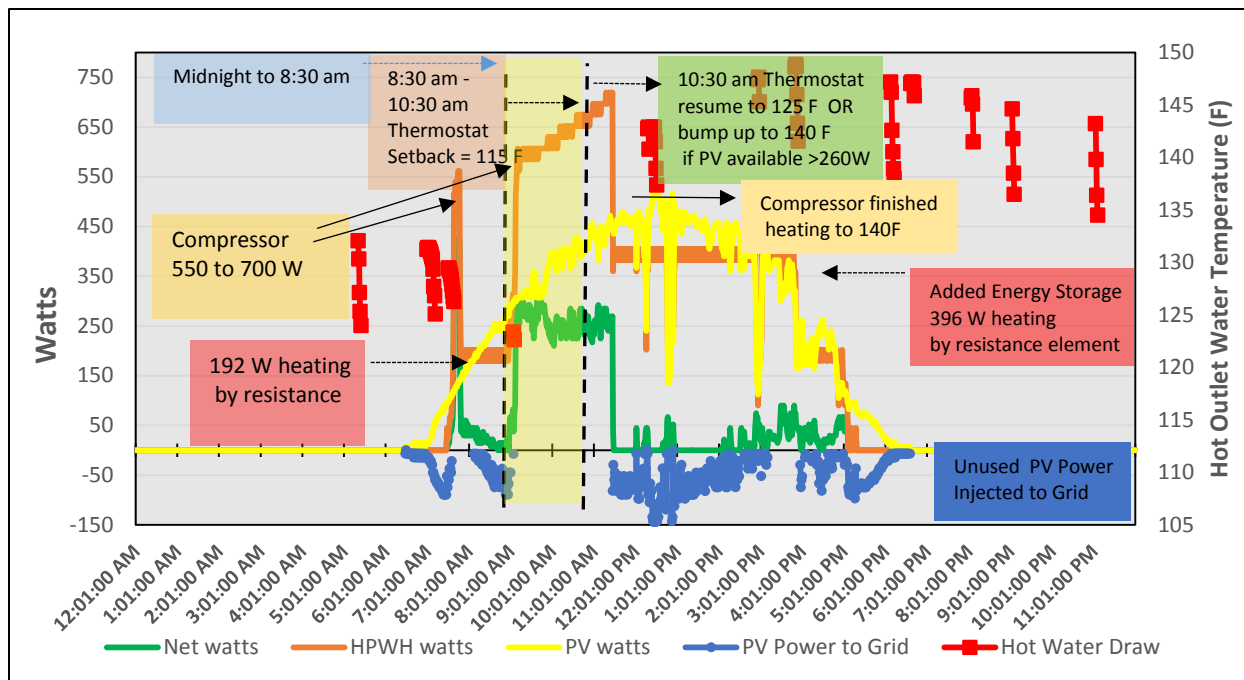 750
650
550
450
350
250
150
50
-50
-150
Watts
150
145
140
135
130
125
120
115
110
105
Hot Outlet Water Temperature (F)
Midnight to 8:30 am
8:30 am -
10:30 am
Thermostat
Setback = 115 F
10:30 am Thermostat
resume to 125 F OR
bump up to 140 F
if PV available >260W
Compressor
550 to 700 W
Compressor finished
heating to 140F
192 W heating
by resistance
Added Energy Storage
396 W heating
by resistance element
Unused PV Power
Injected to Grid
12:01:00 AM
1:01:00 AM
2:01:00 AM
3:01:00 AM
4:01:00 AM
5:01:00 AM
6:01:00 AM
7:01:00 AM
8:01:00 AM
9:01:00 AM
10:01:00 AM
11:01:00 AM
12:01:00 PM
1:01:00 PM
2:01:00 PM
3:01:00 PM
4:01:00 PM
5:01:00 PM
6:01:00 PM
7:01:00 PM
8:01:00 PM
9:01:00 PM
10:01:00 PM
11:01:00 PM
Net watts
HPWH watts
PV watts
PV Power to Grid
Hot Water Draw